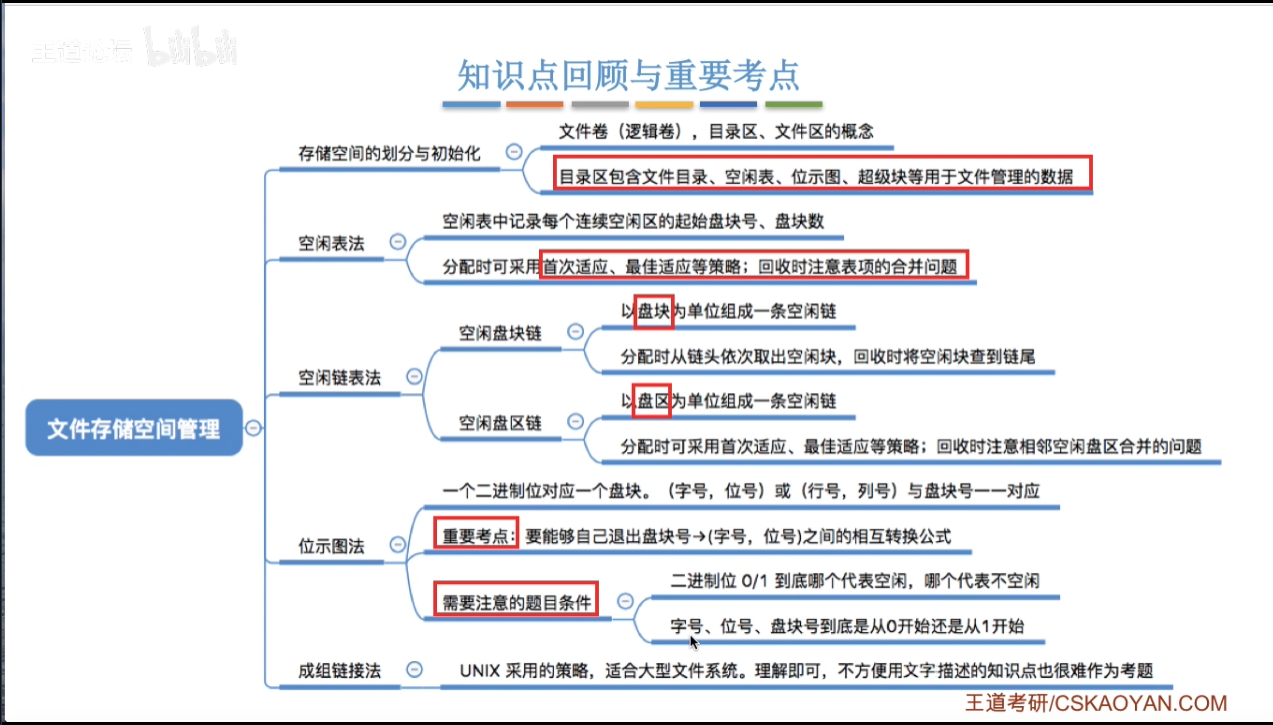 王道论坛 bilibili
知识点回顾与重要考点
文件卷（逻辑卷），目录区、文件区的概念
存储空间的划分与初始化
目录区包含文件目录、空闲表、位示图、超级块等用于文件管理的数据
空闲表中记录每个连续空闲区的起始盘块号、盘块数
空闲表法
分配时可采用首次适应、最佳适应等策略；回收时注意表项的合并问题
以盘块为单位组成一条空闲链
空闲盘块链
分配时从链头依次取出空闲块，回收时将空闲块查到链尾
空闲链表法
以盘区为单位组成一条空闲链
空闲盘区链
分配时可采用首次适应、最佳适应等策略；回收时注意相邻空闲盘区合并的问题
文件存储空间管理
一个二进制位对应一个盘块。（字号，位号）或（行号，列号）与盘块号一一对应
重要考点：要能够自己退出盘块号→(字号，位号)之间的相互转换公式
位示图法
二进制位 0/1 到底哪个代表空闲，哪个代表不空闲
需要注意的题目条件
字号、位号、盘块号到底是从0开始还是从1开始
成组链接法
UNIX 采用的策略，适合大型文件系统。理解即可，不方便用文字描述的知识点也很难作为考题
王道考研/CSKAOYAN.COM